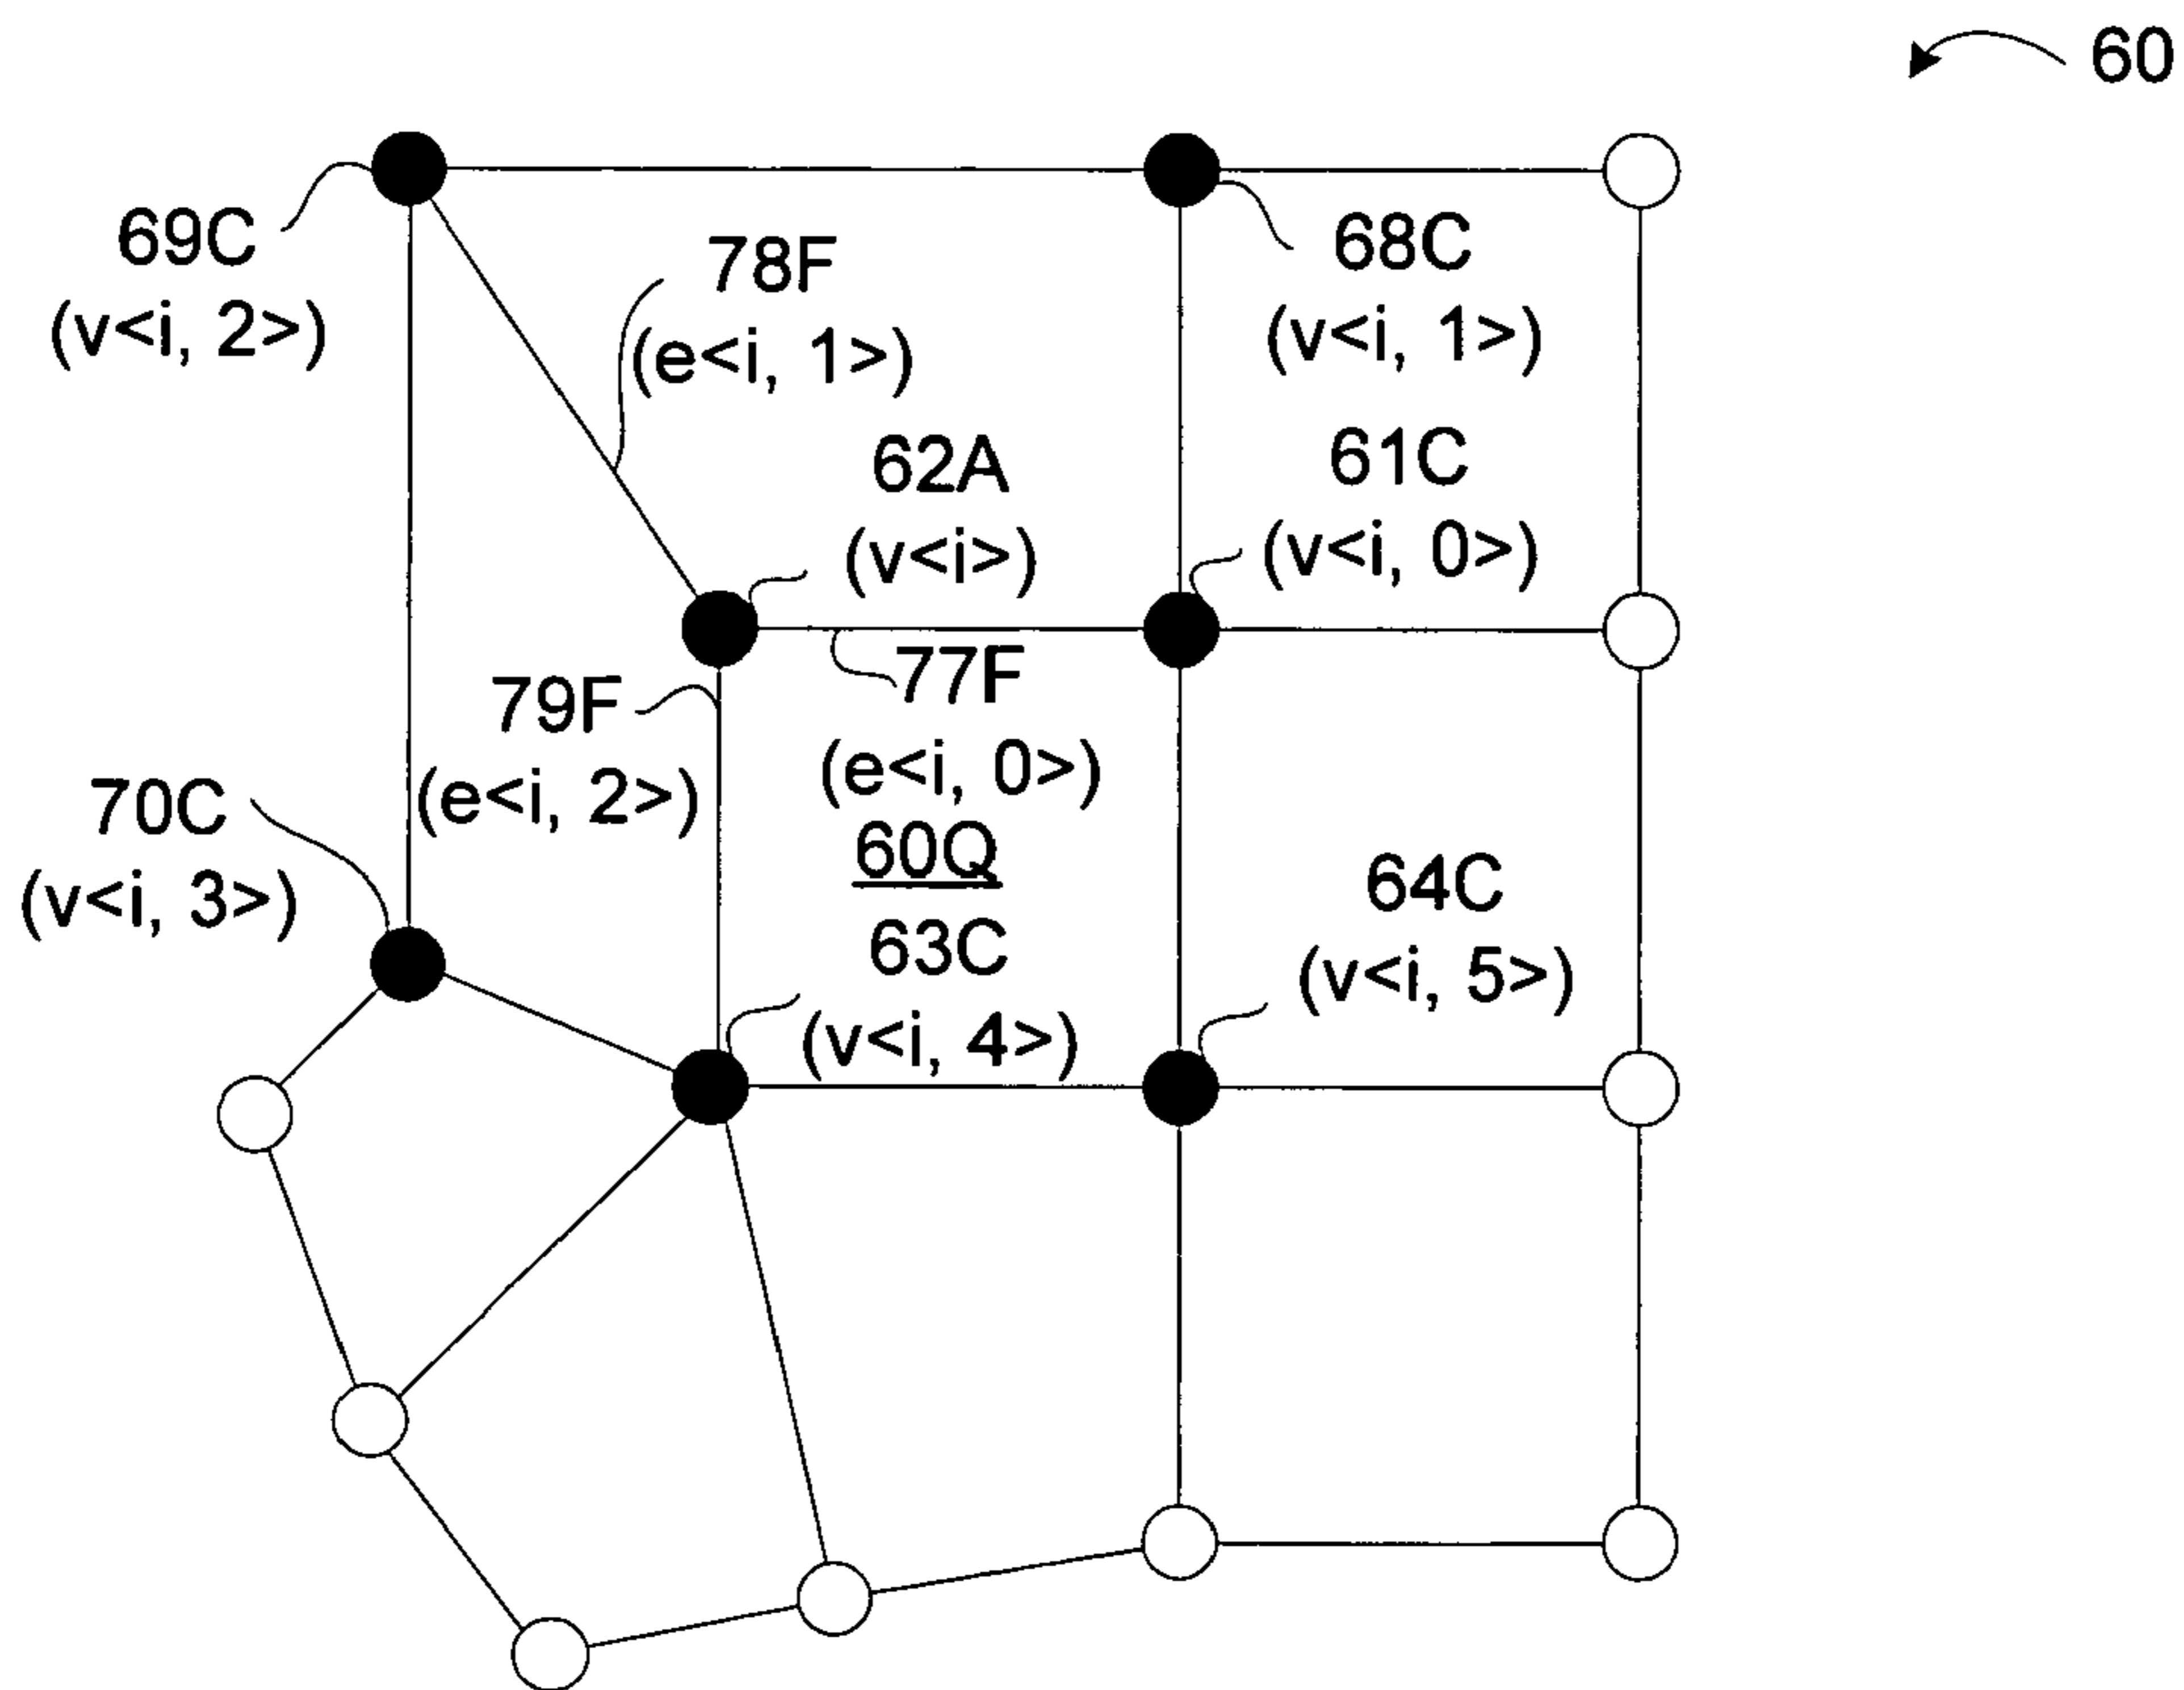 60
69C
(v<i, 2>)
78F
(e<i, 1>)
68C
(v<i, 1>)
62A
(v<i>)
61C
(v<i, 0>)
79F
(e<i, 2>)
77F
(e<i, 0>)
60Q
70C
(v<i, 3>)
63C
(v<i, 4>)
64C
(v<i, 5>)